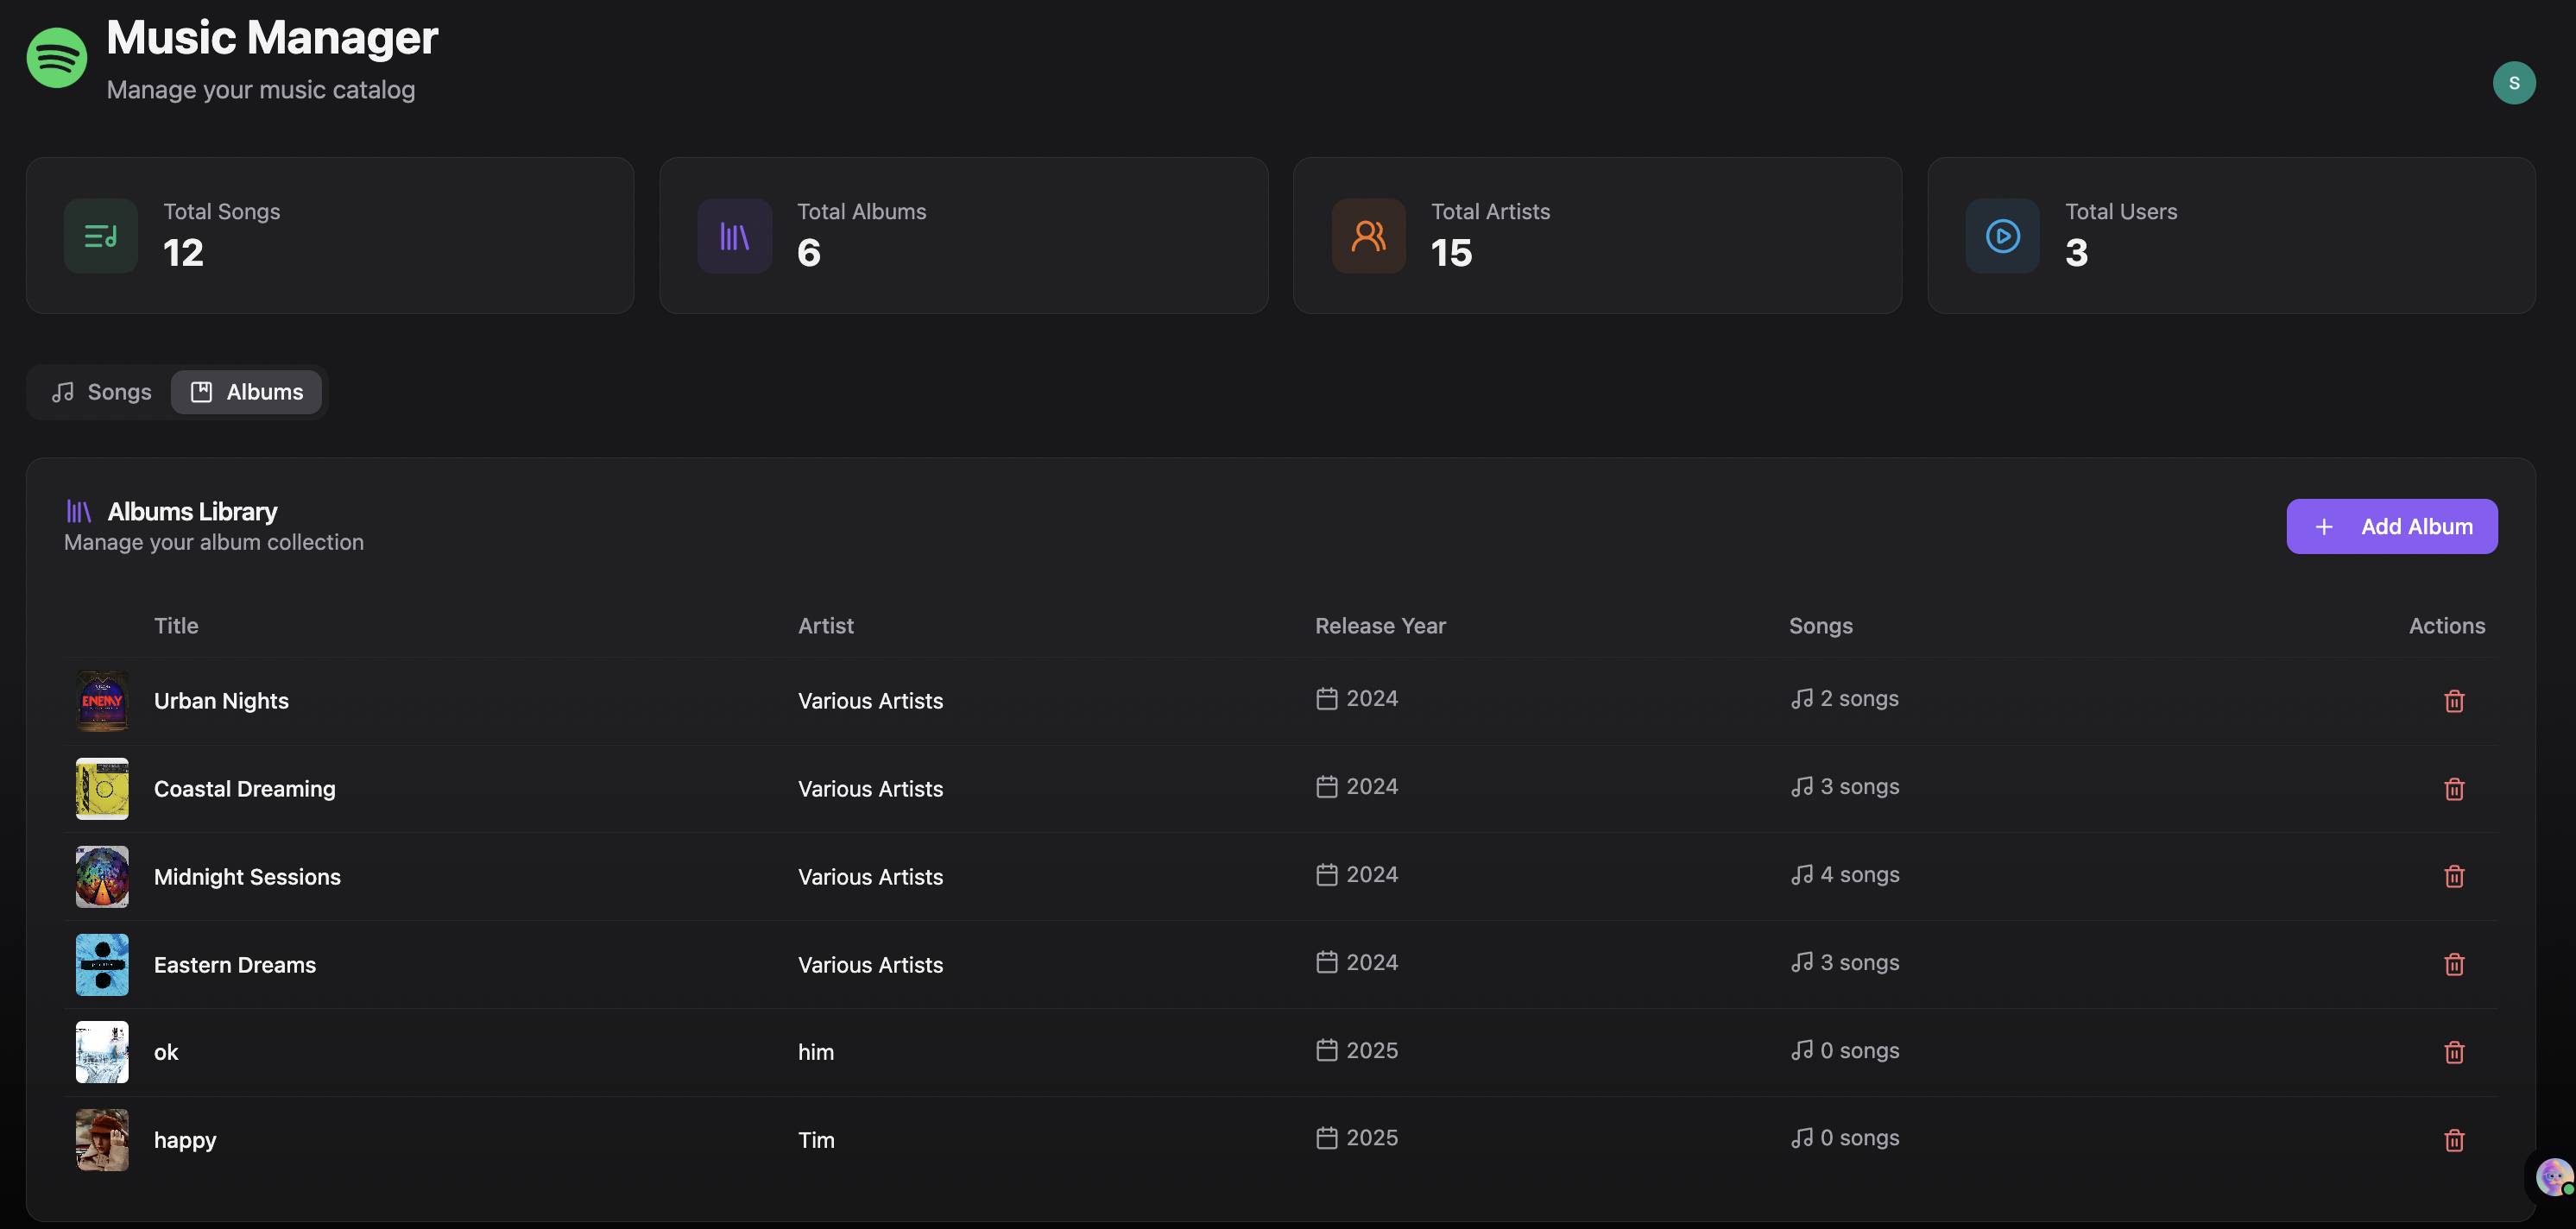 Music Manager
Manage your music catalog
S
Total Songs
12
Total Albums
6
Total Artists
15
Total Users
3
Songs
Albums
Albums Library
Manage your album collection
+ Add Album
Title Artist Release Year Songs Actions
ENEMY
Urban Nights Various Artists 2024 2 songs
Coastal Dreaming Various Artists 2024 3 songs
Midnight Sessions Various Artists 2024 4 songs
Eastern Dreams Various Artists 2024 3 songs
ok him 2025 0 songs
happy Tim 2025 0 songs